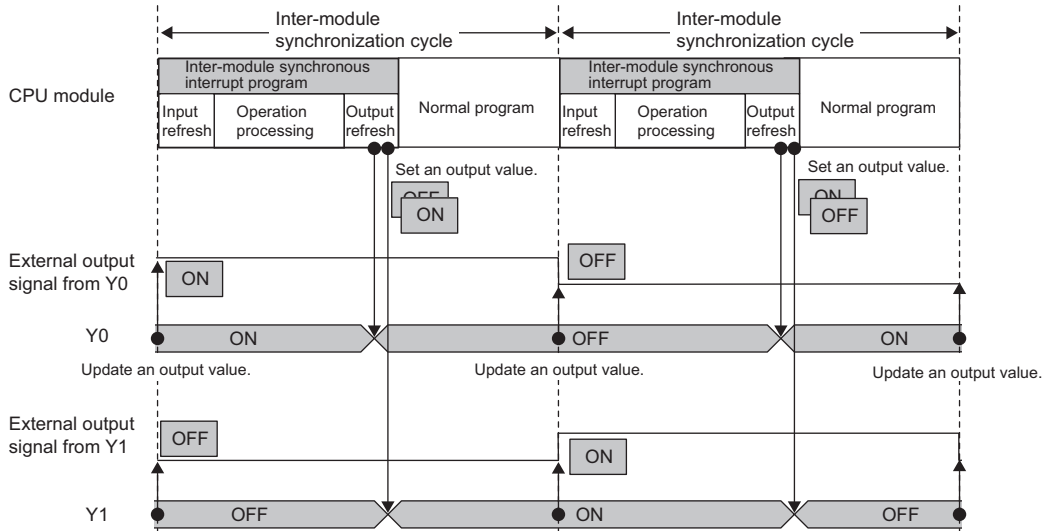 Inter-module
synchronization cycle
Inter-module
synchronization cycle
CPU module
Inter-module synchronous
interrupt program
Input
refresh
Operation
processing
Output
refresh
Normal program
Inter-module synchronous
interrupt program
Input
refresh
Operation
processing
Output
refresh
Normal program
Set an output value.
OFF
ON
Set an output value.
ON
OFF
External output
signal from Y0
ON
OFF
Y0
ON
OFF
ON
Update an output value.
Update an output value.
Update an output value.
External output
signal from Y1
OFF
ON
Y1
OFF
ON
OFF